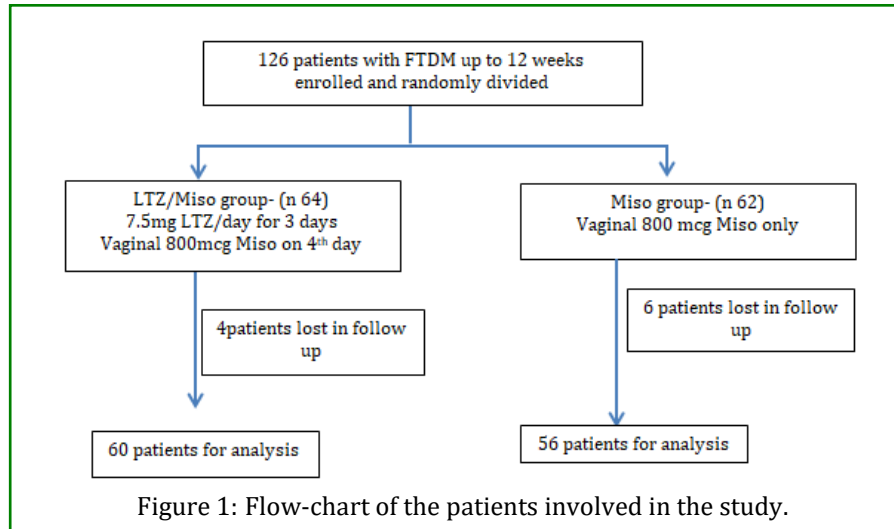 126 patients with FTDM up to 12 weeks
enrolled and randomly divided
LTZ/Miso group- (n 64)
7.5mg LTZ/day for 3 days
Vaginal 800mcg Miso on 4th day
Miso group- (n 62)
Vaginal 800 mcg Miso only
4patients lost in follow
up
6 patients lost in follow
up
60 patients for analysis
56 patients for analysis
Figure 1: Flow-chart of the patients involved in the study.